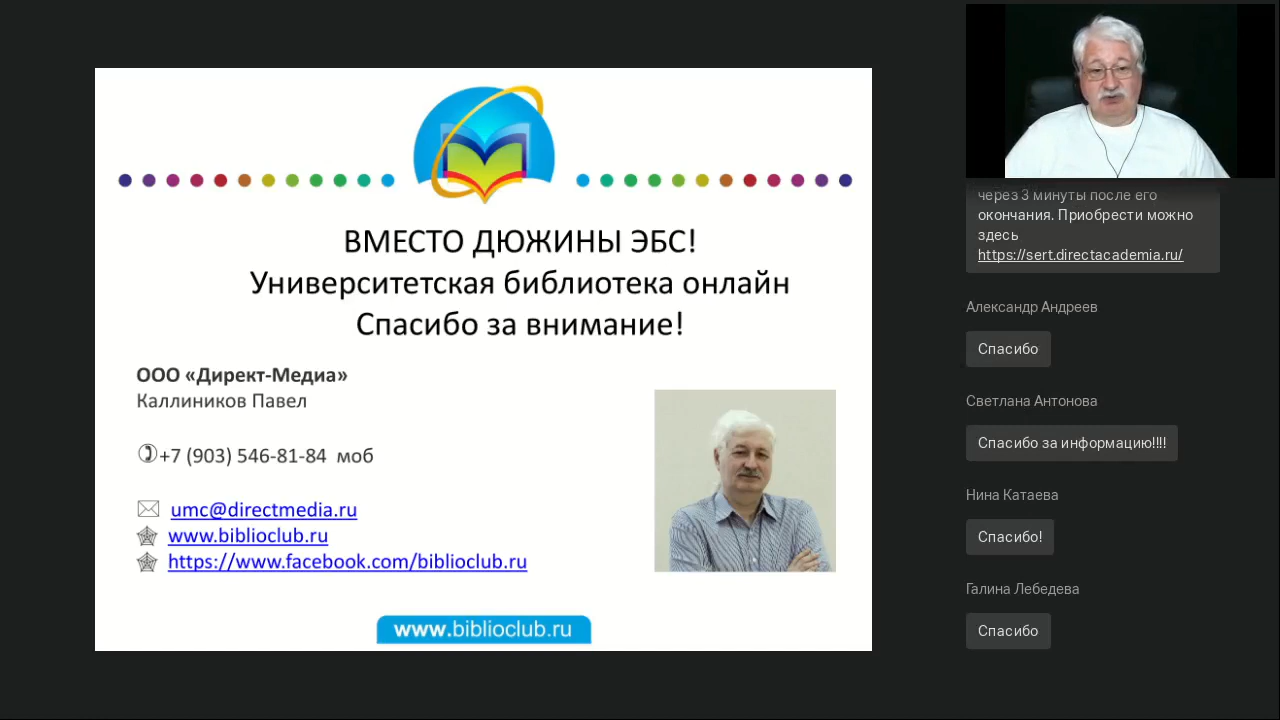 ВМЕСТО ДЮЖИНЫ ЭБС!
Университетская библиотека онлайн
Спасибо за внимание!
ООО «Директ-Медиа»
Каллиников Павел
+7 (903) 546-81-84 моб
umc@directmedia.ru
www.biblioclub.ru
https://www.facebook.com/biblioclub.ru
www.biblioclub.ru
через 3 минуты после его
окончания. Приобрести можно
здесь
https://sert.directacademia.ru/
Александр Андреев
Спасибо
Светлана Антонова
Спасибо за информацию!!!!
Нина Катаева
Спасибо!
Галина Лебедева
Спасибо